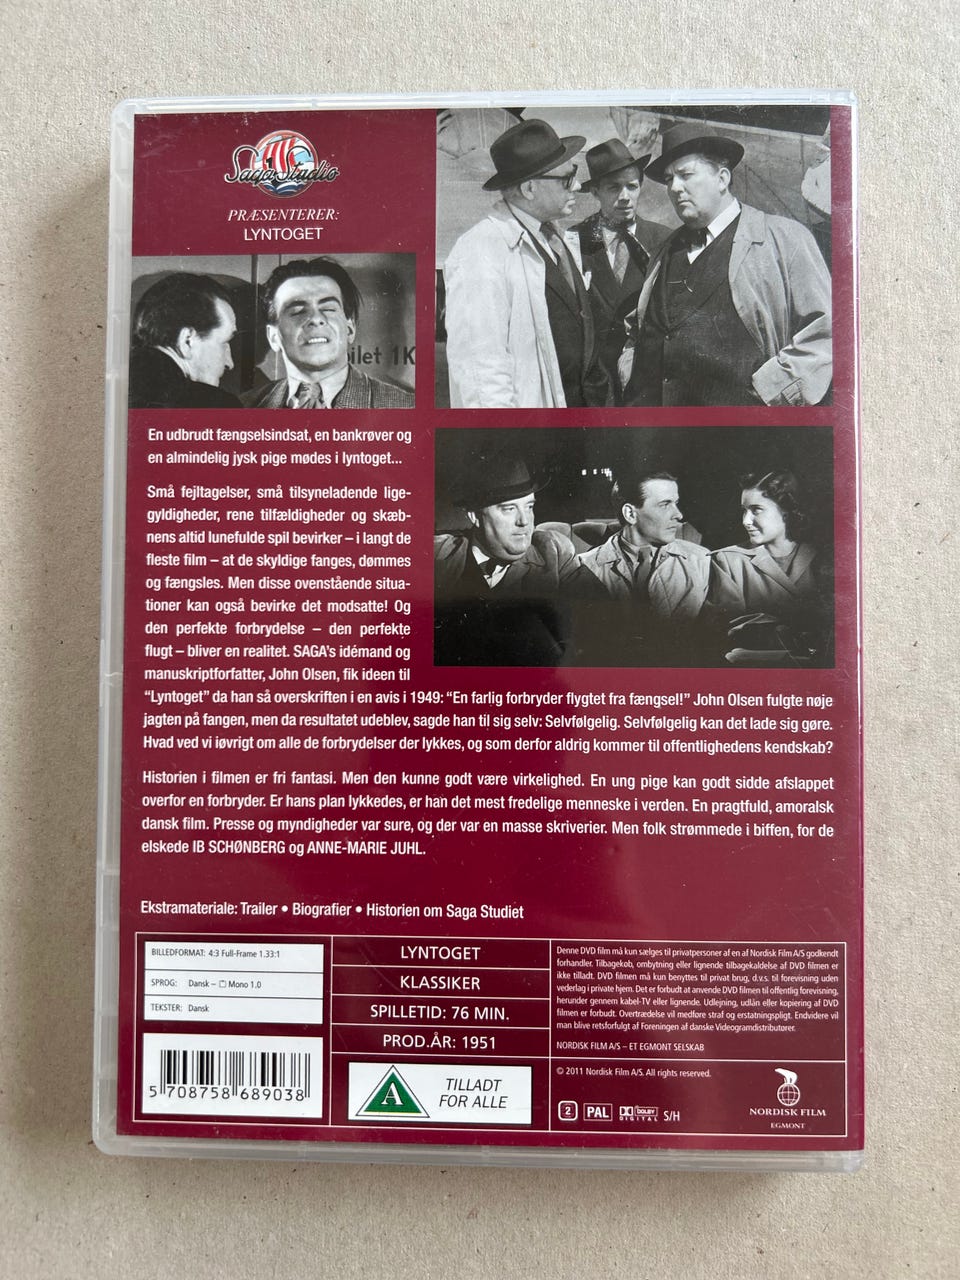 Saga Studio
PRÆSENTERER:
LYNTOGET
ilet 1K
En udbrudt fængselsindsat, en bankrøver og
en almindelig jysk pige mødes i lyntoget...
Små fejltagelser, små tilsyneladende lige-
gyldigheder, rene tilfældigheder og skæb-
nens altid lunefulde spil bevirker – i langt de
fleste film – at de skyldige fanges, dømmes
og fængsles. Men disse ovenstående situa-
tioner kan også bevirke det modsatte! Og
den perfekte forbrydelse – den perfekte
flugt – bliver en realitet. SAGA's idémand og
manuskriptforfatter, John Olsen, fik ideen til
"Lyntoget" da han så overskriften i en avis i 1949: "En farlig forbryder flygtet fra fængsel!" John Olsen fulgte nøje
jagten på fangen, men da resultatet udeblev, sagde han til sig selv: Selvfølgelig. Selvfølgelig kan det lade sig gøre.
Hvad ved vi iøvrigt om alle de forbrydelser der lykkes, og som derfor aldrig kommer til offentlighedens kendskab?
Historien i filmen er fri fantasi. Men den kunne godt være virkelighed. En ung pige kan godt sidde afslappet
overfor en forbryder. Er hans plan lykkedes, er han det mest fredelige menneske i verden. En pragtfuld, amoralsk
dansk film. Presse og myndigheder var sure, og der var en masse skriverier. Men folk strømmede i biffen, for de
elskede IB SCHØNBERG og ANNE-MARIE JUHL.
Ekstramateriale: Trailer • Biografier • Historien om Saga Studiet
BILLEDFORMAT: 4:3 Full-Frame 1.33:1
SPROG: Dansk – Mono 1.0
TEKSTER: Dansk
5 708758 689038
LYNTOGET
KLASSIKER
SPILLETID: 76 MIN.
PROD.ÅR: 1951
A
TILLADT
FOR ALLE
Denne DVD film må kun sælges til privatpersoner af en af Nordisk Film A/S godkendt
forhandler. Tilbagekøb, ombytning eller lignende tilbagekaldelse af DVD filmen er
ikke tilladt. DVD filmen må kun benyttes til privat brug, d.v.s. til forevisning uden
vederlag i private hjem. Det er forbudt at anvende DVD filmen til offentlig forevisning,
herunder gennem kabel-TV eller lignende. Udlejning, udlån eller kopiering af DVD
filmen er forbudt. Overtrædelse vil medføre straf og erstatningspligt. Endvidere vil
man blive retsforfulgt af Foreningen af danske Videogramdistributører.
NORDISK FILM A/S – ET EGMONT SELSKAB
© 2011 Nordisk Film A/S. All rights reserved.
2 PAL DOLBY DIGITAL S/H
NORDISK FILM
EGMONT